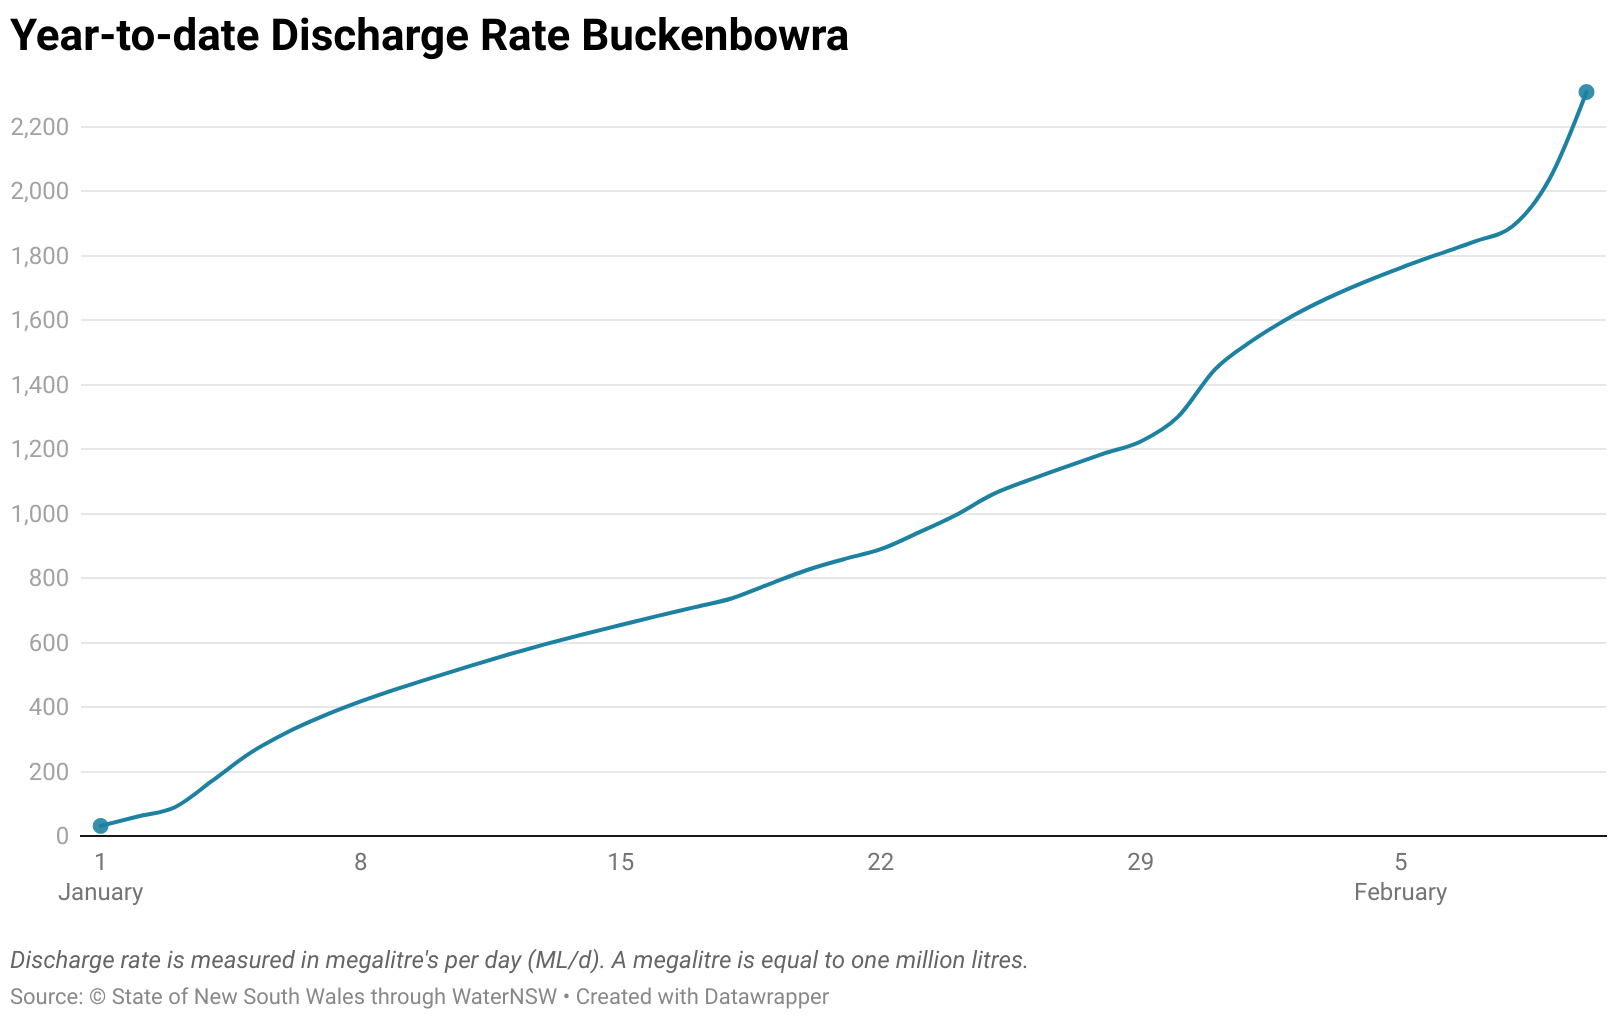 Year-to-date Discharge Rate Buckenbowra
2,200
2,000
1,800
1,600
1,400
1,200
1,000
800
600
400
200
0
1 8 15 22 29 5
January February
Discharge rate is measured in megalitre's per day (ML/d). A megalitre is equal to one million litres.
Source: © State of New South Wales through WaterNSW • Created with Datawrapper